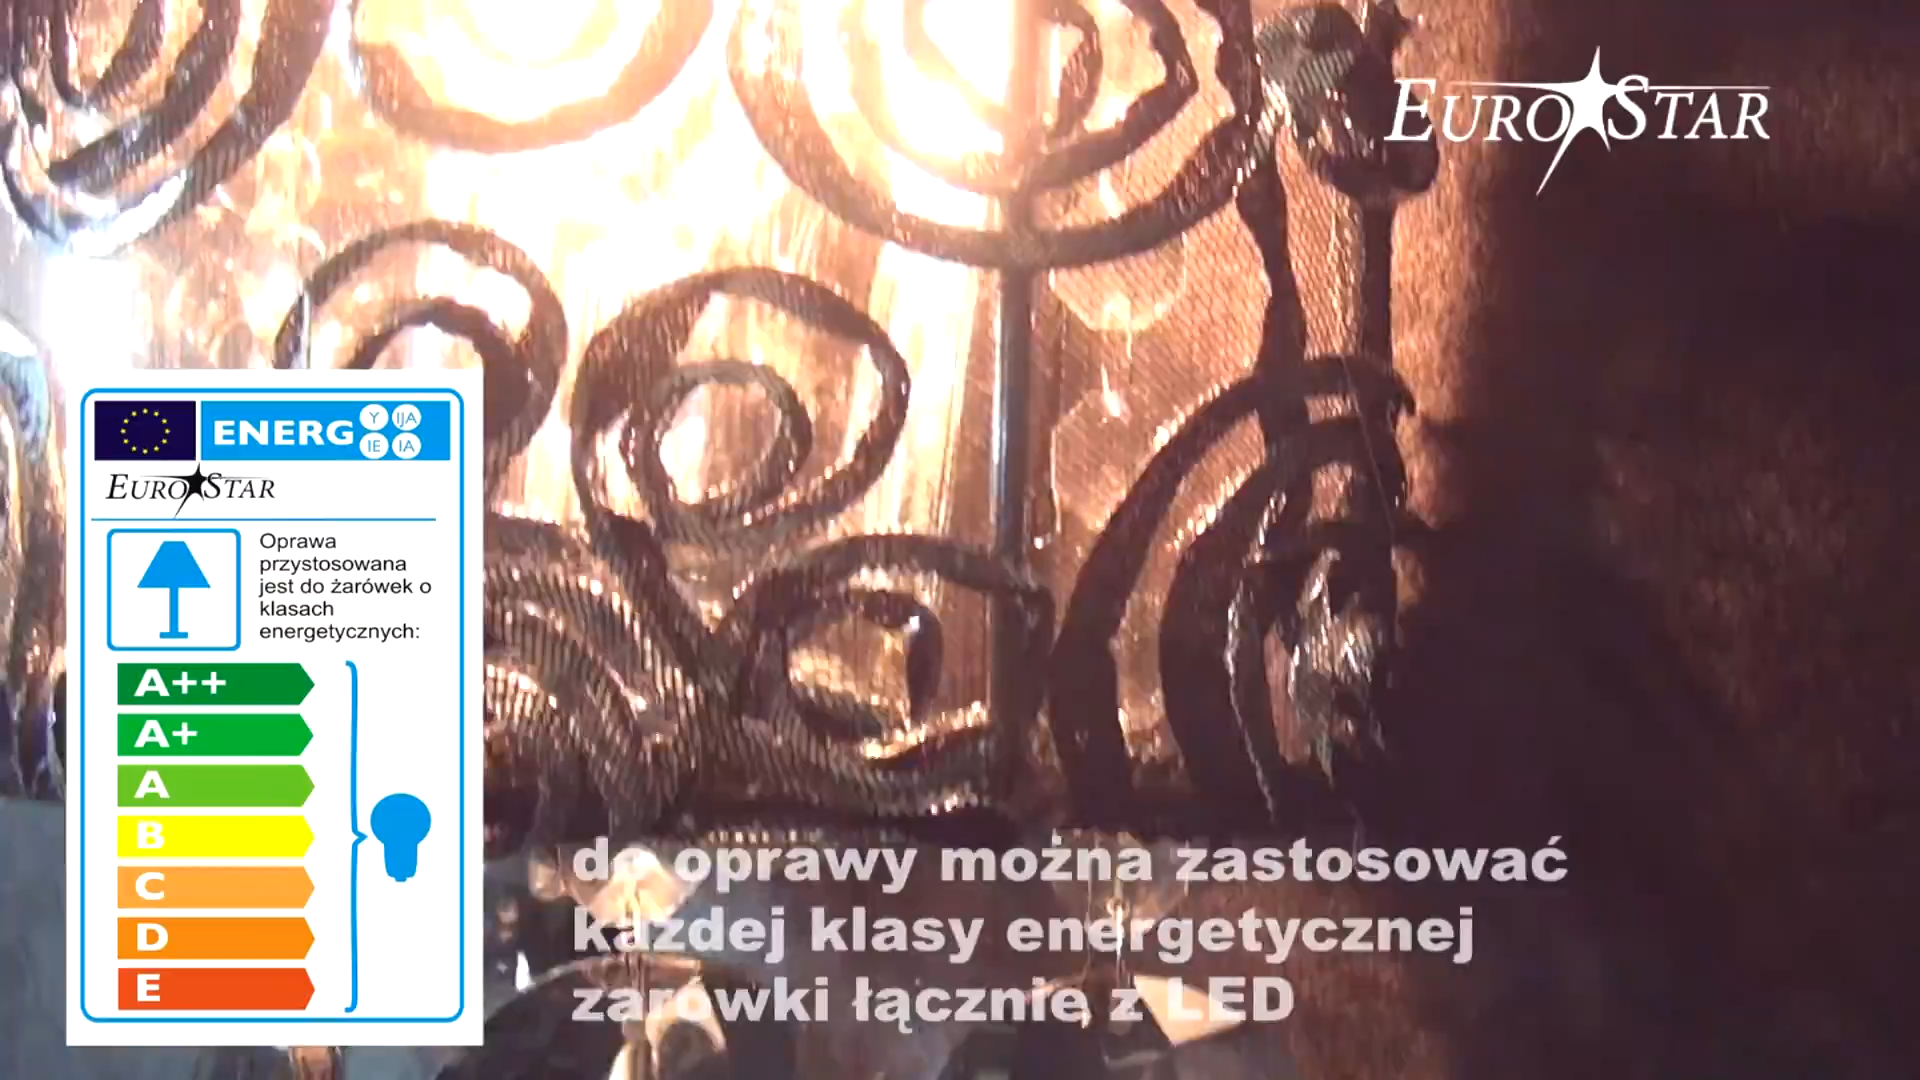 EURO STAR
ENERG Y IJA
IE IA
EURO STAR
Oprawa
przystosowana
jest do żarówek o
klasach
energetycznych:
A++
A+
A
B
C
D
E
do oprawy można zastosować
każdej klasy energetycznej
żarówki łącznie z LED